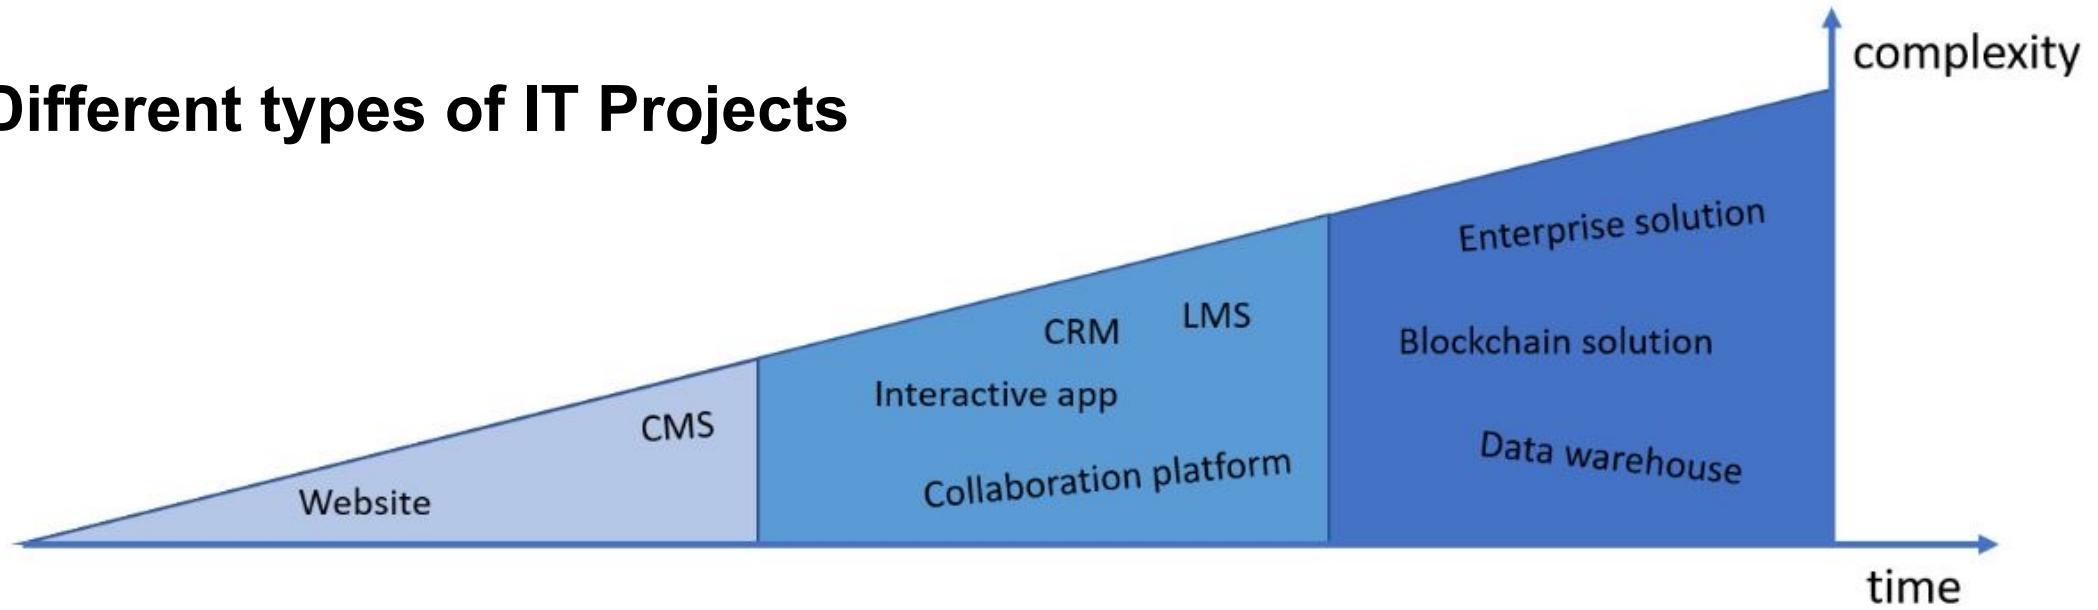 Different types of IT Projects
complexity
Enterprise solution
LMS
CRM
Blockchain solution
Interactive app
CMS
Data warehouse
Collaboration platform
Website
time